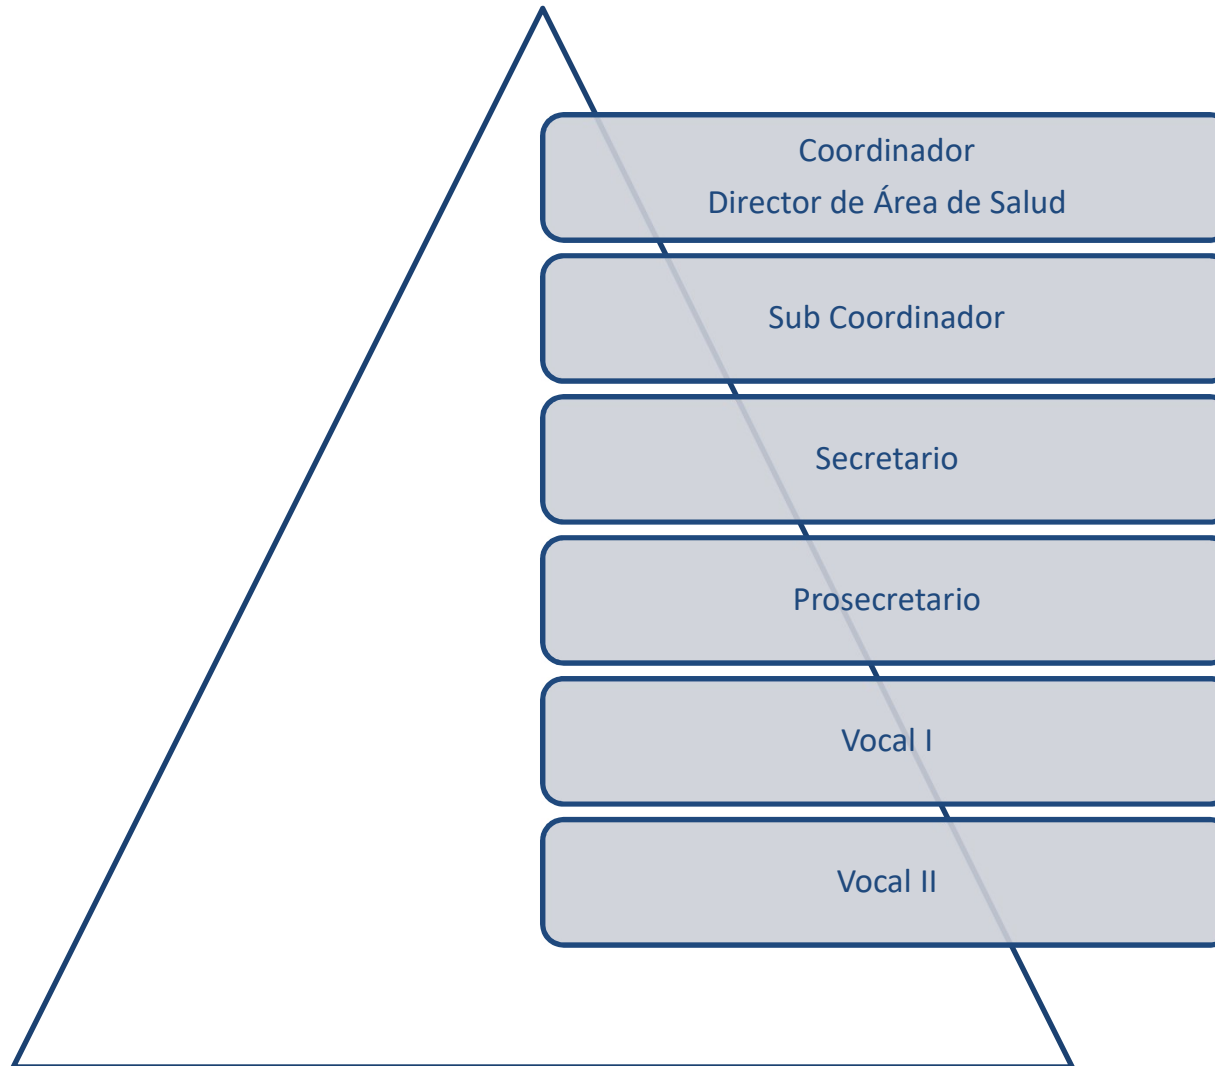 Coordinador
Director de Área de Salud
Sub Coordinador
Secretario
Prosecretario
Vocal I
Vocal II